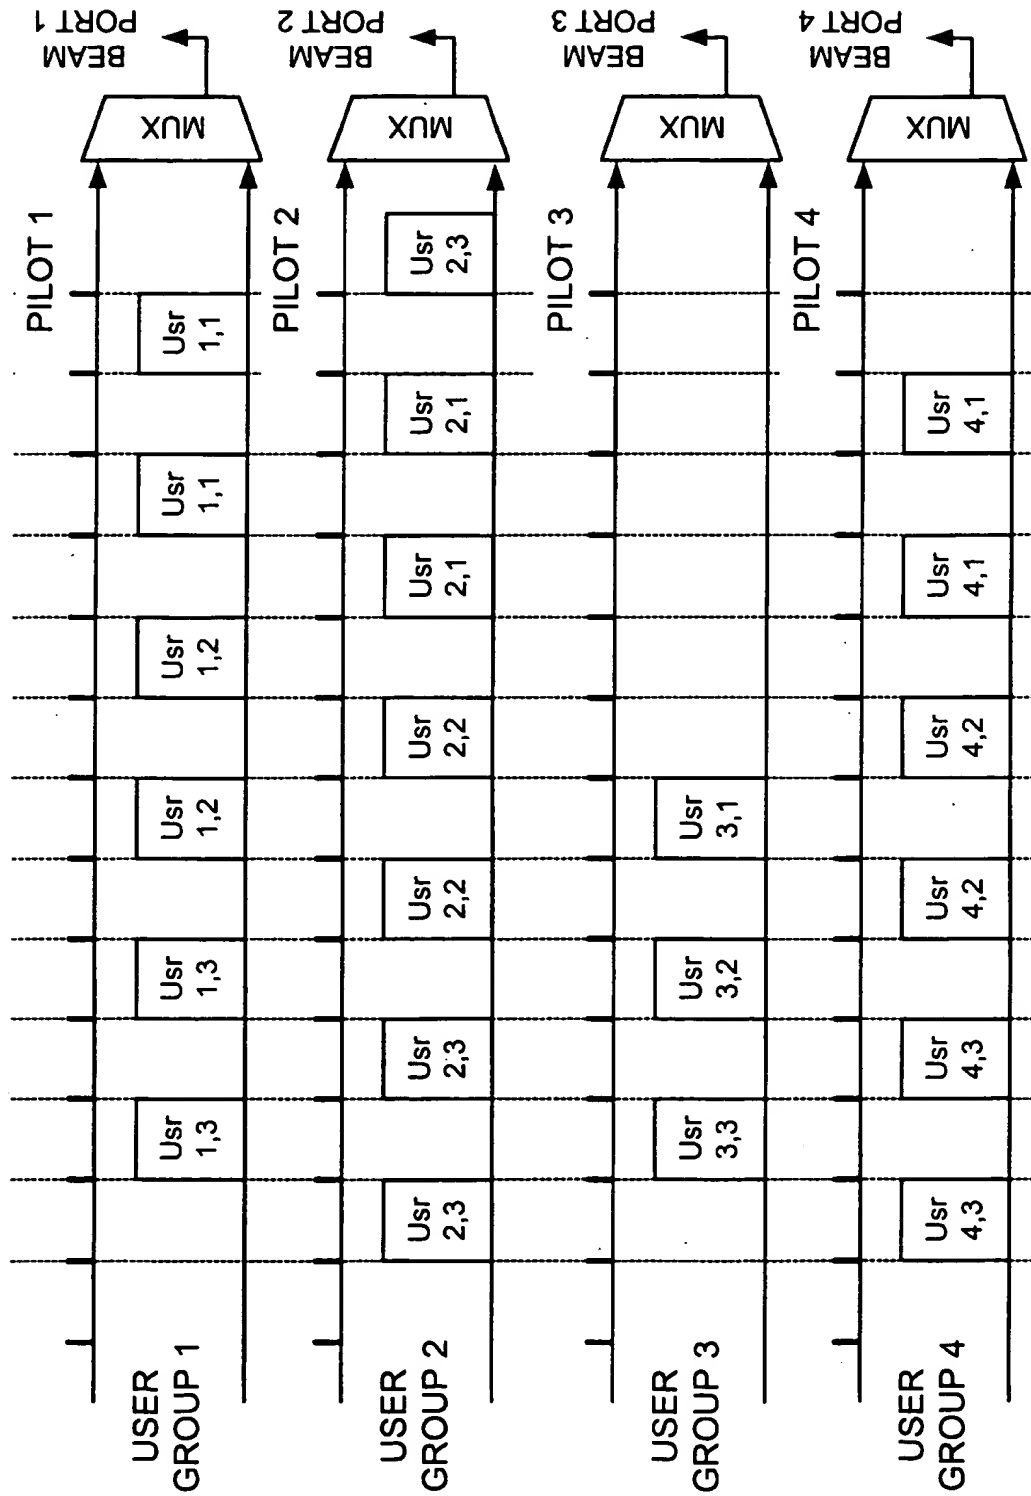 USER
GROUP 1
Usr
1,3
Usr
1,3
Usr
1,2
Usr
1,2
Usr
1,1
Usr
1,1
PILOT 1
MUX
BEAM
PORT 1
USER
GROUP 2
Usr
2,3
Usr
2,3
Usr
2,2
Usr
2,2
Usr
2,1
Usr
2,1
Usr
2,3
PILOT 2
MUX
BEAM
PORT 2
USER
GROUP 3
Usr
3,3
Usr
3,2
Usr
3,1
PILOT 3
MUX
BEAM
PORT 3
USER
GROUP 4
Usr
4,3
Usr
4,3
Usr
4,2
Usr
4,2
Usr
4,1
Usr
4,1
PILOT 4
MUX
BEAM
PORT 4